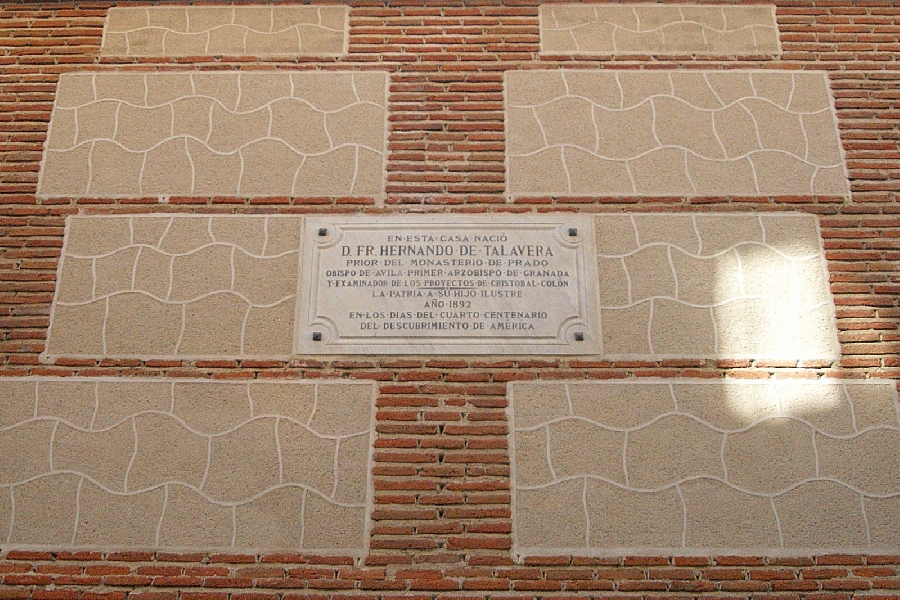 EN·ESTA·CASA·NACIÓ
D. FR. HERNANDO·DE·TALAVERA
PRIOR·DEL·MONASTERIO·DE·PRADO
OBISPO·DE·AVILA·PRIMER·ARZOBISPO·DE·GRANADA
Y·EXAMINADOR·DE·LOS·PROYECTOS·DE·CRISTOBAL·COLÓN
LA·PATRIA·A·SU·HIJO·ILUSTRE·
AÑO·1892
EN·LOS·DIAS·DEL·CUARTO·CENTENARIO
DEL·DESCUBRIMIENTO·DE·AMÉRICA